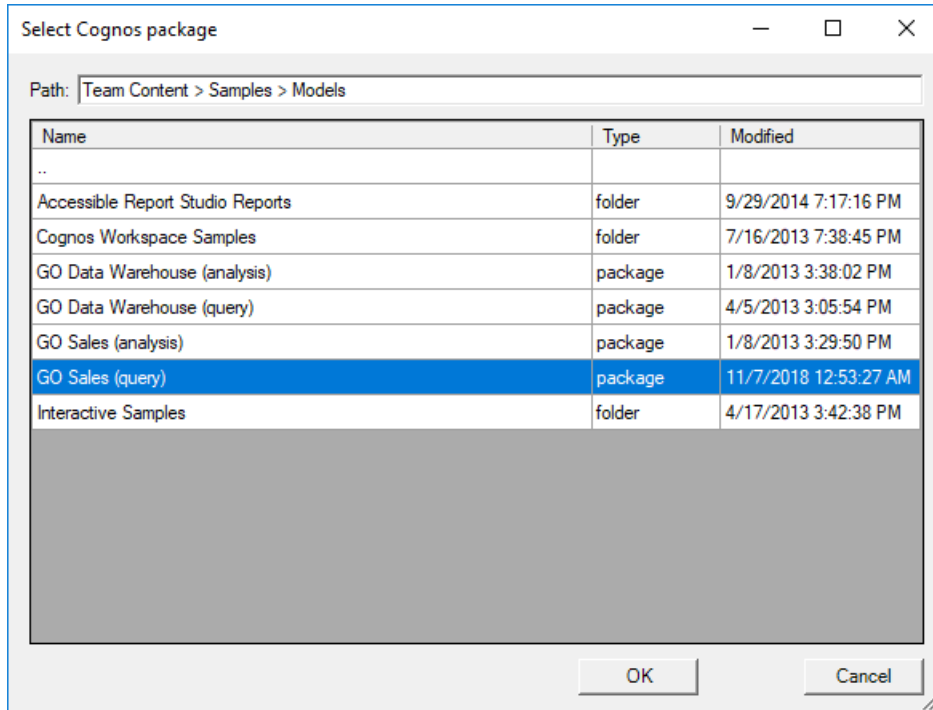 Select Cognos package
Path: Team Content > Samples > Models
Name Type Modified
..
Accessible Report Studio Reports folder 9/29/2014 7:17:16 PM
Cognos Workspace Samples folder 7/16/2013 7:38:45 PM
GO Data Warehouse (analysis) package 1/8/2013 3:38:02 PM
GO Data Warehouse (query) package 4/5/2013 3:05:54 PM
GO Sales (analysis) package 1/8/2013 3:29:50 PM
GO Sales (query) package 11/7/2018 12:53:27 AM
Interactive Samples folder 4/17/2013 3:42:38 PM
OK Cancel